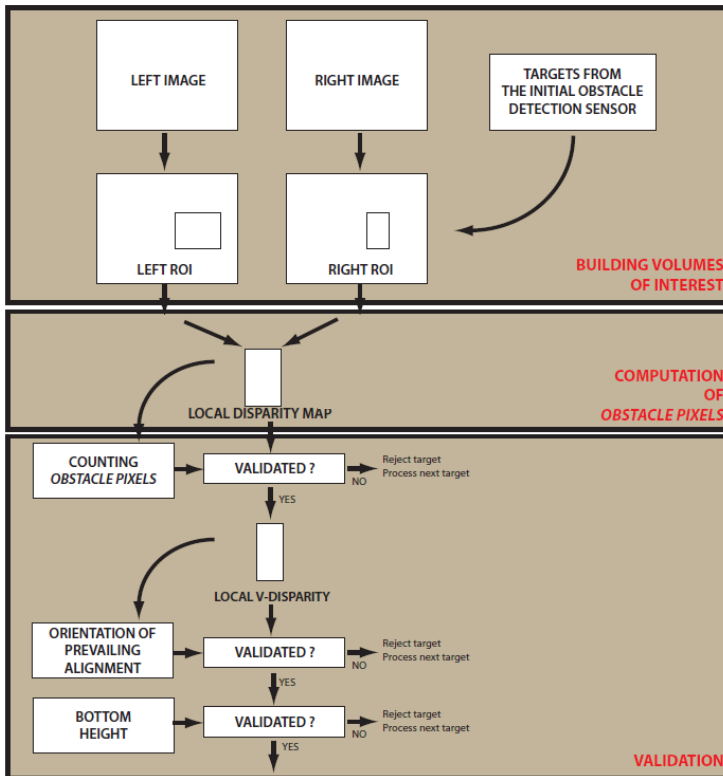 LEFT IMAGE
RIGHT IMAGE
TARGETS FROM
THE INITIAL OBSTACLE
DETECTION SENSOR
LEFT ROI
RIGHT ROI
BUILDING VOLUMES
OF INTEREST
COMPUTATION
OF
OBSTACLE PIXELS
LOCAL DISPARITY MAP
COUNTING
OBSTACLE PIXELS
VALIDATED ?
NO
Reject target
Process next target
YES
LOCAL V-DISPARITY
ORIENTATION OF
PREVAILING
ALIGNMENT
VALIDATED ?
NO
Reject target
Process next target
YES
BOTTOM
HEIGHT
VALIDATED ?
NO
Reject target
Process next target
YES
VALIDATION